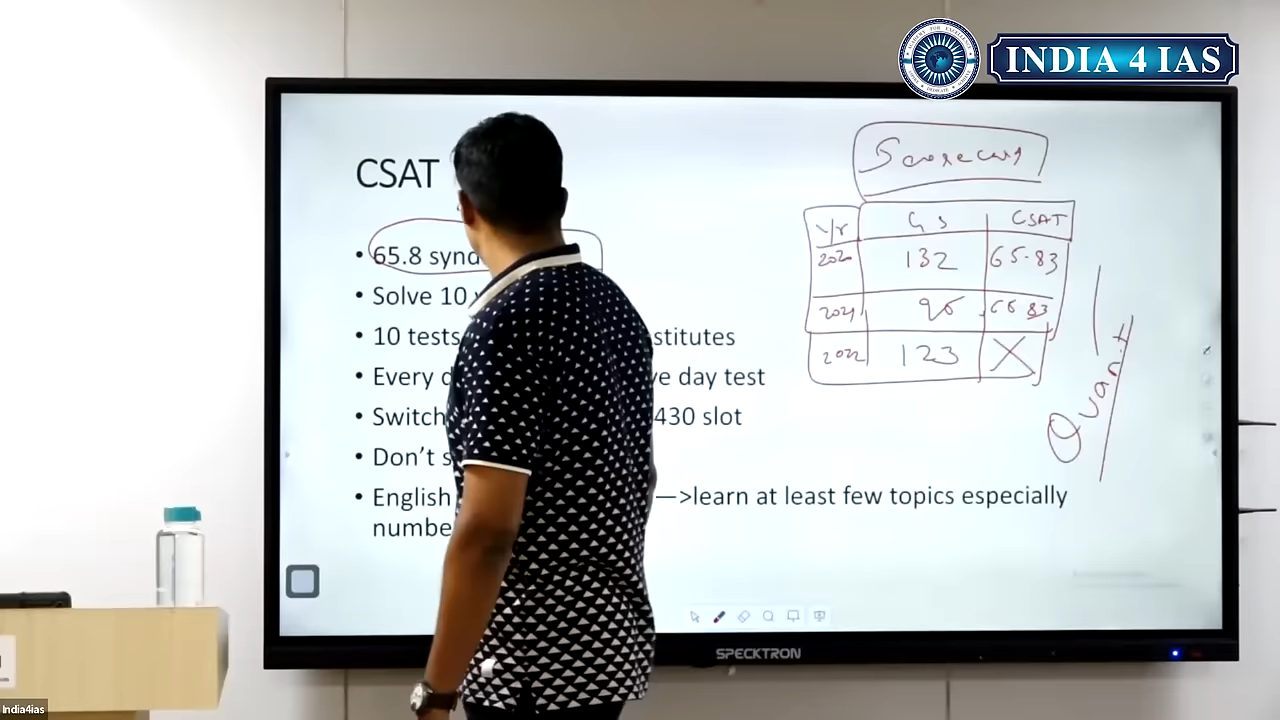 INDIA 4 IAS
CSAT
• 65.8 synd
• Solve 10
• 10 tests stitutes
• Every d ve day test
• Switch 430 slot
• Don't s
• English —>learn at least few topics especially
numbe
Yr GS CSAT
2020 132 65.83
2021 96 65 83
2022 123 X
Quant
SPECKTRON
India4ias